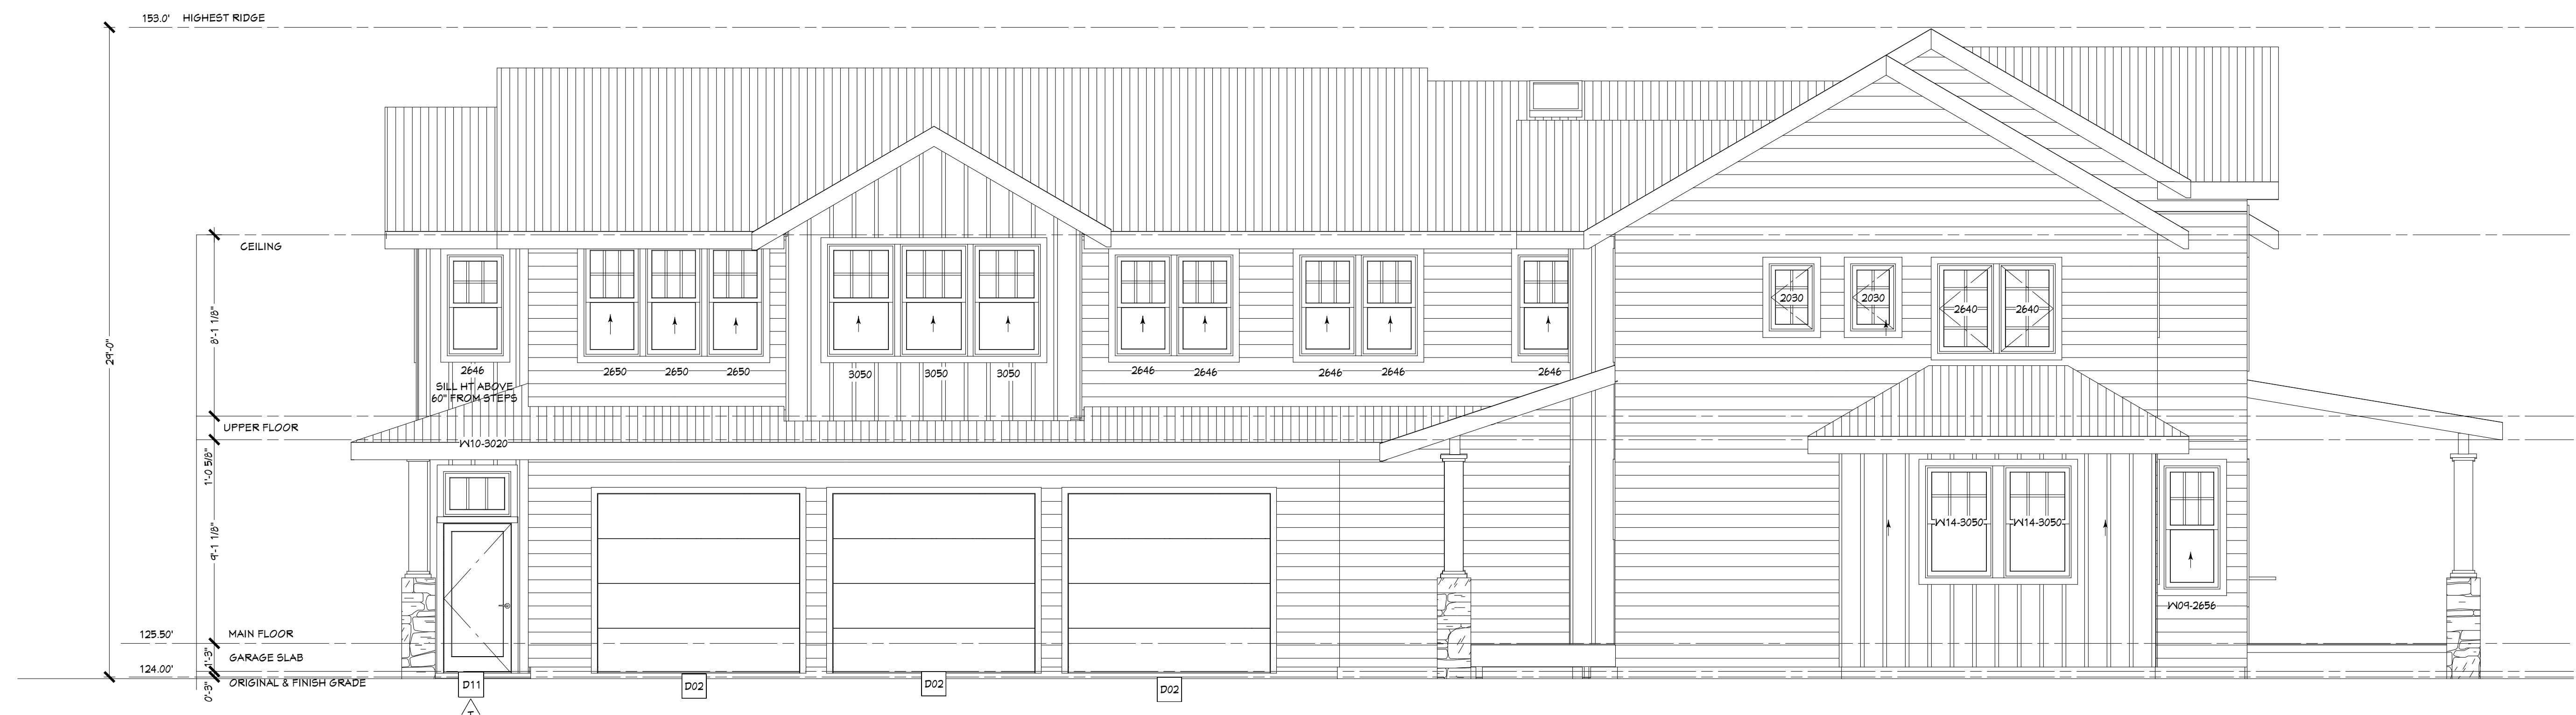 153.0' HIGHEST RIDGE
CEILING
8'-1 1/8"
29'-0"
2030
2030
2640
2640
2646
2650
2650
2650
3050
3050
3050
2646
2646
2646
2646
2646
SILL HT ABOVE
60" FROM STEPS
UPPER FLOOR
W10-3020
1'-0 5/8"
9'-1 1/8"
W14-3050
W14-3050
W09-2656
125.50' MAIN FLOOR
1'-3"
GARAGE SLAB
124.00'
ORIGINAL & FINISH GRADE
0'-3"
D11
D02
D02
D02